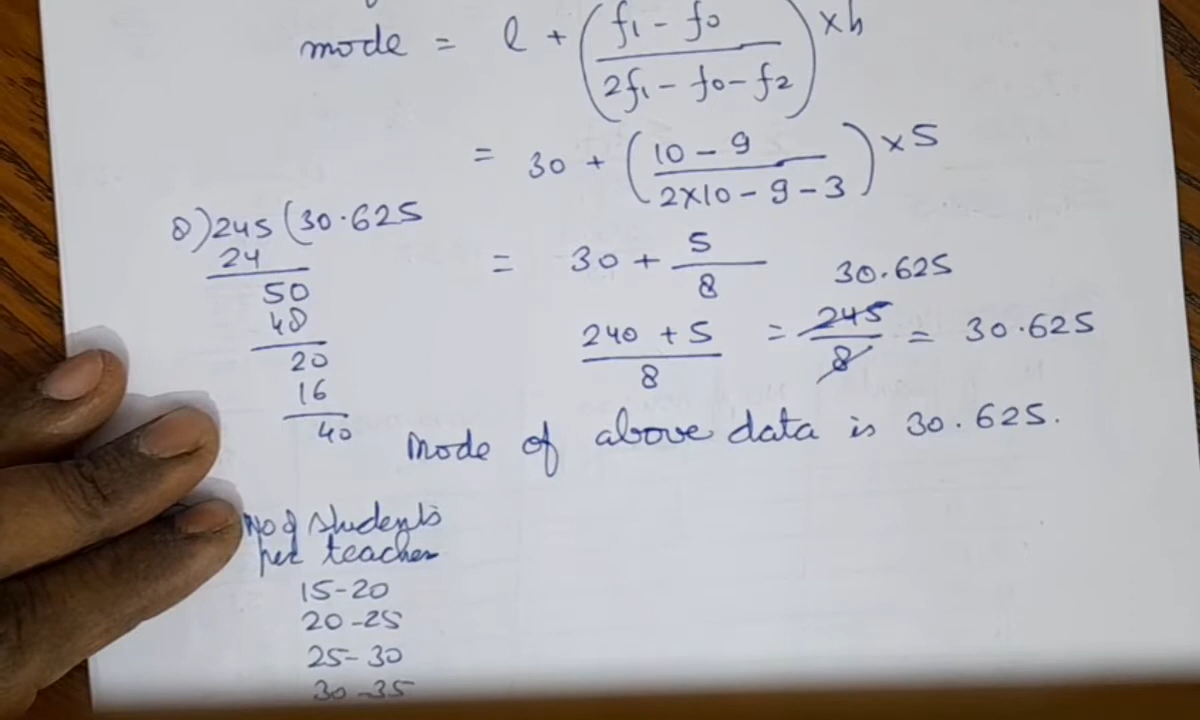 mode = l + (f1 - f0 / 2f1 - f0 - f2) × h
= 30 + (10 - 9 / 2×10 - 9 - 3) × 5
8)245(30.625
24
50
48
20
16
40
= 30 + 5/8
30.625
240 + 5 / 8 = 245/8 = 30.625
Mode of above data is 30.625.
No of students
per teacher
15-20
20-25
25-30
30-35